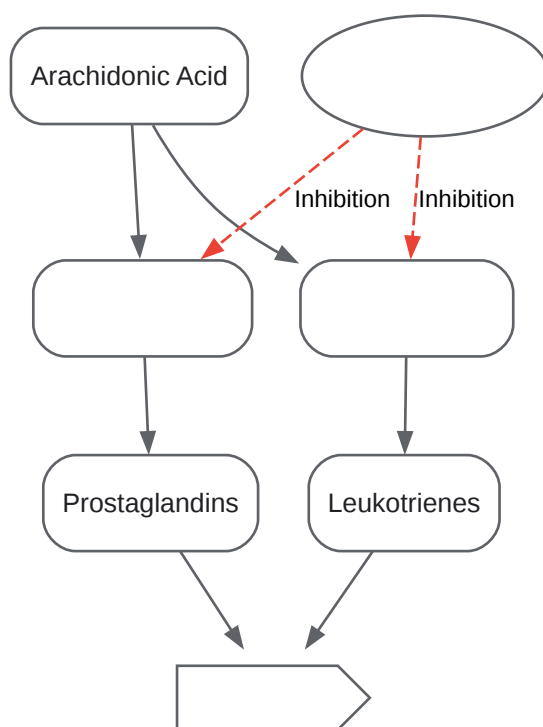 Arachidonic Acid
Inhibition
Inhibition
Prostaglandins
Leukotrienes